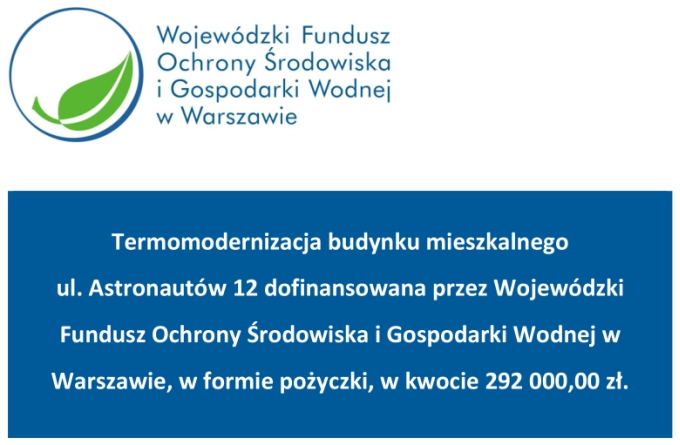 Wojewódzki Fundusz
Ochrony Środowiska
i Gospodarki Wodnej
w Warszawie
Termomodernizacja budynku mieszkalnego
ul. Astronautów 12 dofinansowana przez Wojewódzki
Fundusz Ochrony Środowiska i Gospodarki Wodnej w
Warszawie, w formie pożyczki, w kwocie 292 000,00 zł.